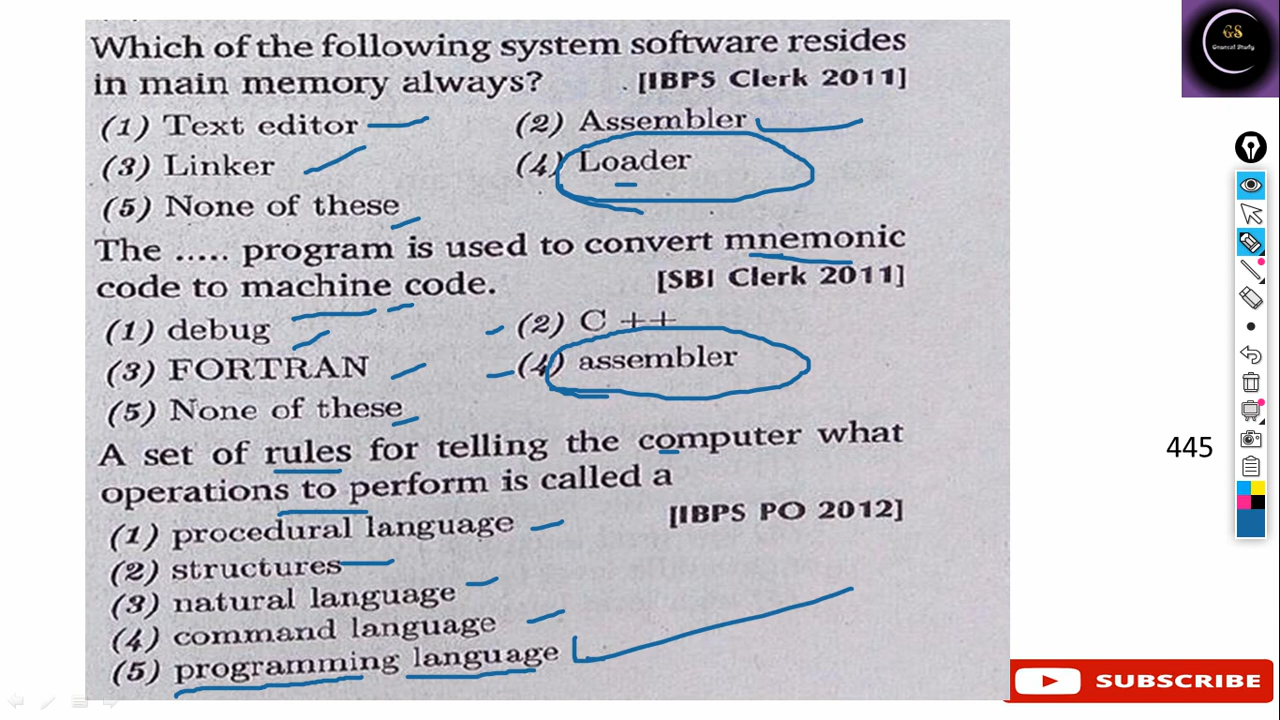 Which of the following system software resides
in main memory always? [IBPS Clerk 2011]
(1) Text editor (2) Assembler
(3) Linker (4) Loader
(5) None of these
The ..... program is used to convert mnemonic
code to machine code. [SBI Clerk 2011]
(1) debug (2) C ++
(3) FORTRAN (4) assembler
(5) None of these
A set of rules for telling the computer what
operations to perform is called a
[IBPS PO 2012]
(1) procedural language
(2) structures
(3) natural language
(4) command language
(5) programming language
GS
General Study
445
SUBSCRIBE